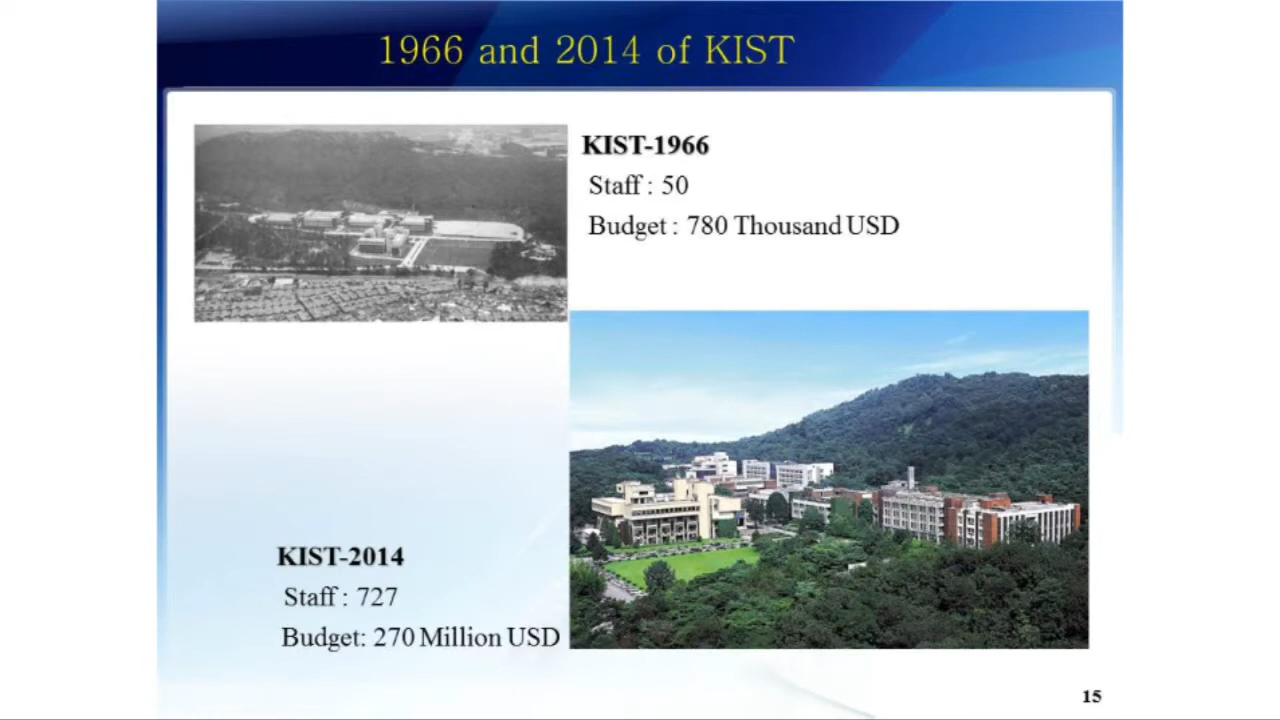 1966 and 2014 of KIST
KIST-1966
Staff : 50
Budget : 780 Thousand USD
KIST-2014
Staff : 727
Budget: 270 Million USD
15